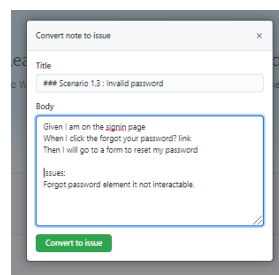 Convert note to issue
×
Title
### Scenario 1.3 : Invalid password
Body
Given I am on the signin page
When I click the forgot your password? link
Then I will go to a form to reset my password
Issues:
Forgot password element it not interactable.
Convert to issue